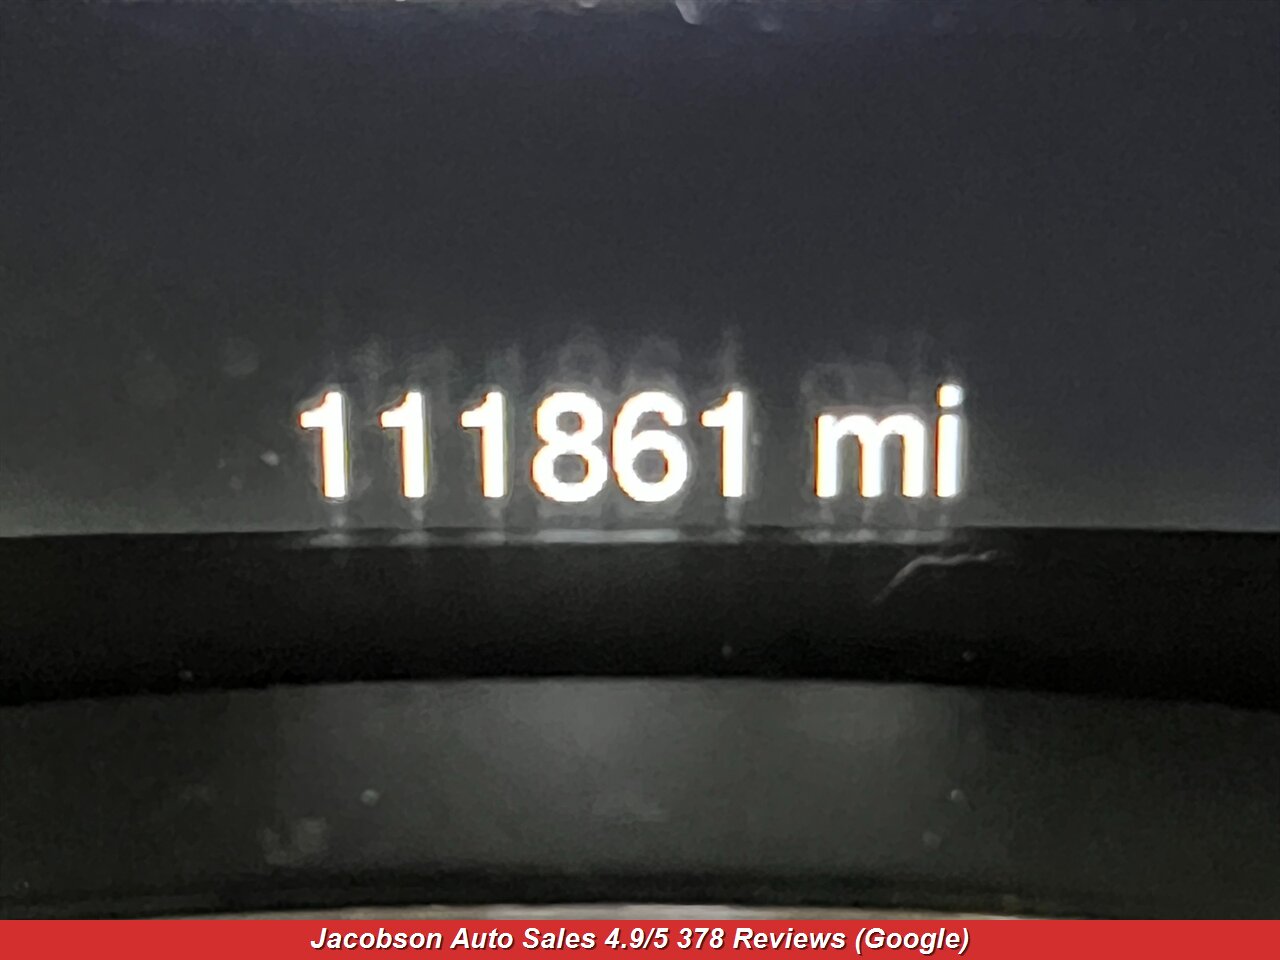 111861 mi
Jacobson Auto Sales 4.9/5 378 Reviews (Google)